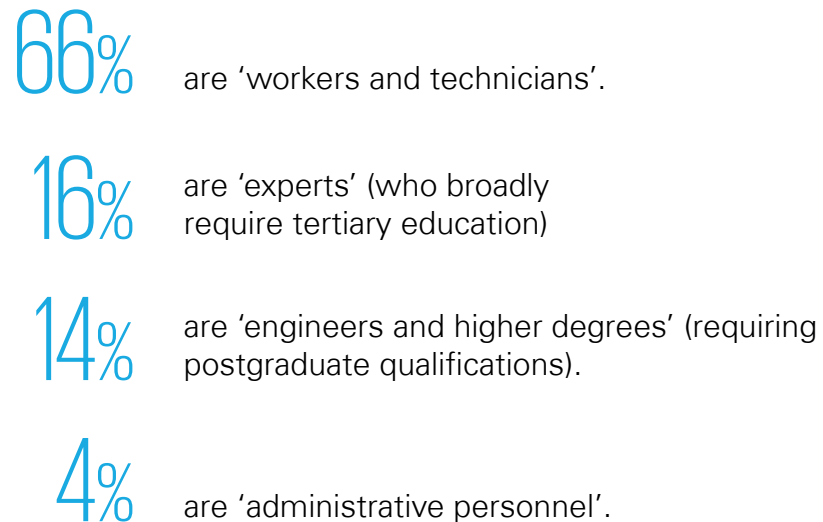 66% are ‘workers and technicians’.
16% are ‘experts’ (who broadly
require tertiary education)
14% are ‘engineers and higher degrees’ (requiring
postgraduate qualifications).
4% are ‘administrative personnel’.